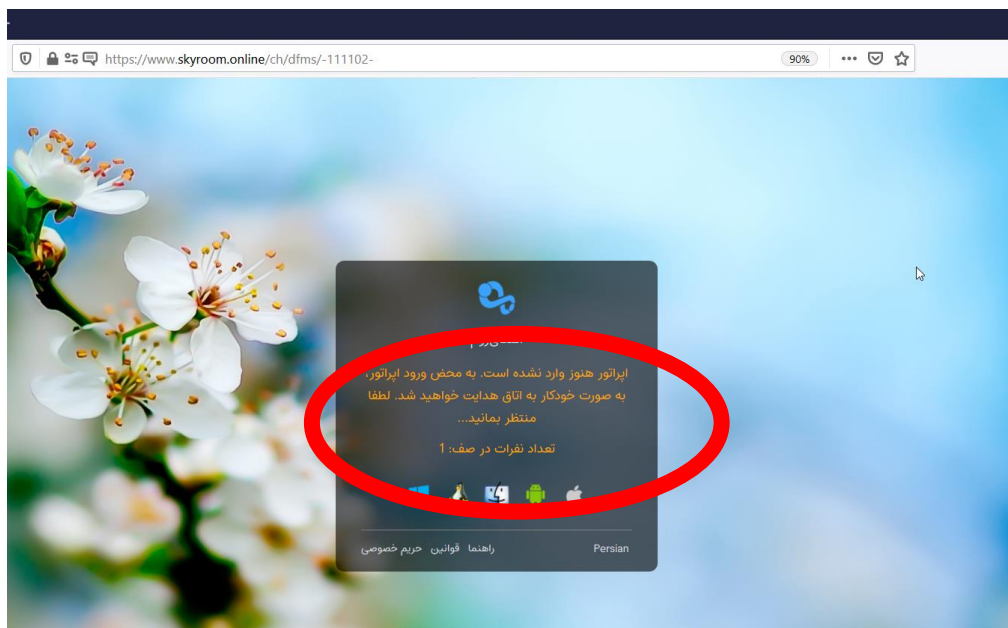 https://www.skyroom.online/ch/dfms/-111102-
90%
اپراتور هنوز وارد نشده است. به محض ورود اپراتور،
به صورت خودکار به اتاق هدایت خواهید شد. لطفا
منتظر بمانید...
تعداد نفرات در صف: 1
راهنما قوانین حریم خصوصی
Persian